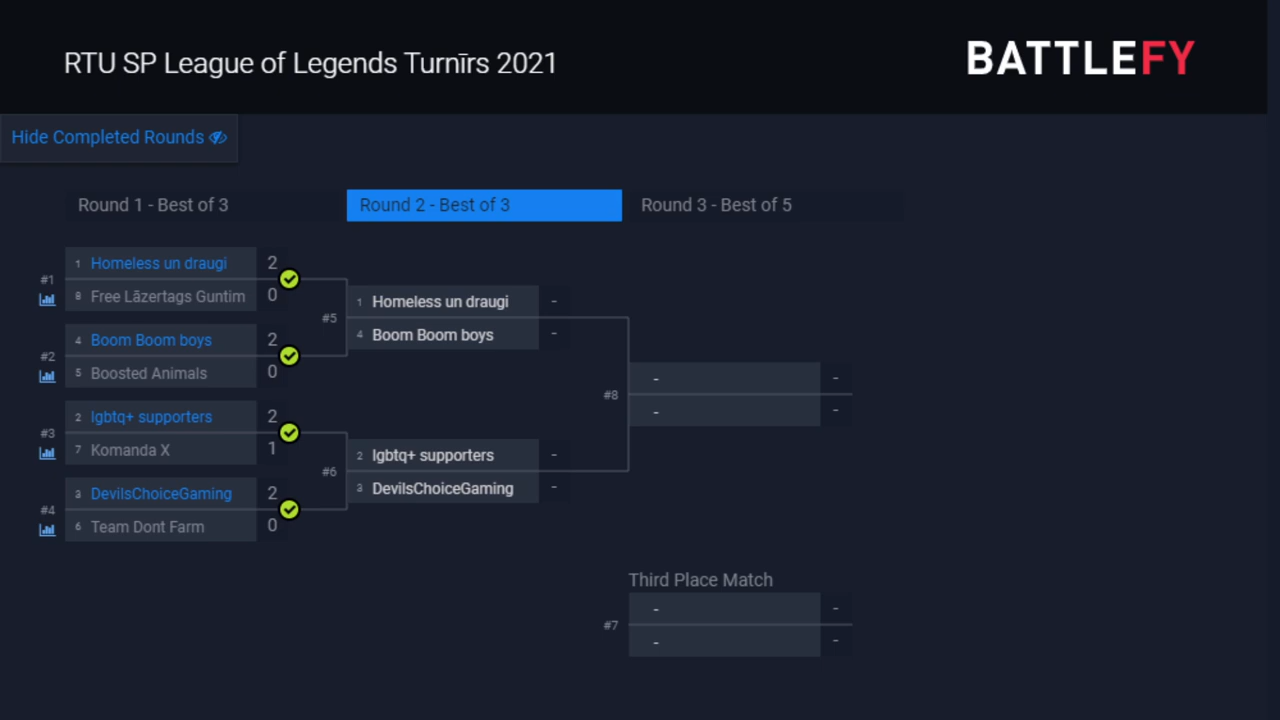 RTU SP League of Legends Turnīrs 2021
BATTLEFY
Hide Completed Rounds
Round 1 - Best of 3
Round 2 - Best of 3
Round 3 - Best of 5
#1
1 Homeless un draugi 2
8 Free Lāzertags Guntim 0
#2
4 Boom Boom boys 2
5 Boosted Animals 0
#3
2 lgbtq+ supporters 2
7 Komanda X 1
#4
3 DevilsChoiceGaming 2
6 Team Dont Farm 0
#5
1 Homeless un draugi -
4 Boom Boom boys -
#6
2 lgbtq+ supporters -
3 DevilsChoiceGaming -
#8
- -
- -
Third Place Match
#7
- -
- -